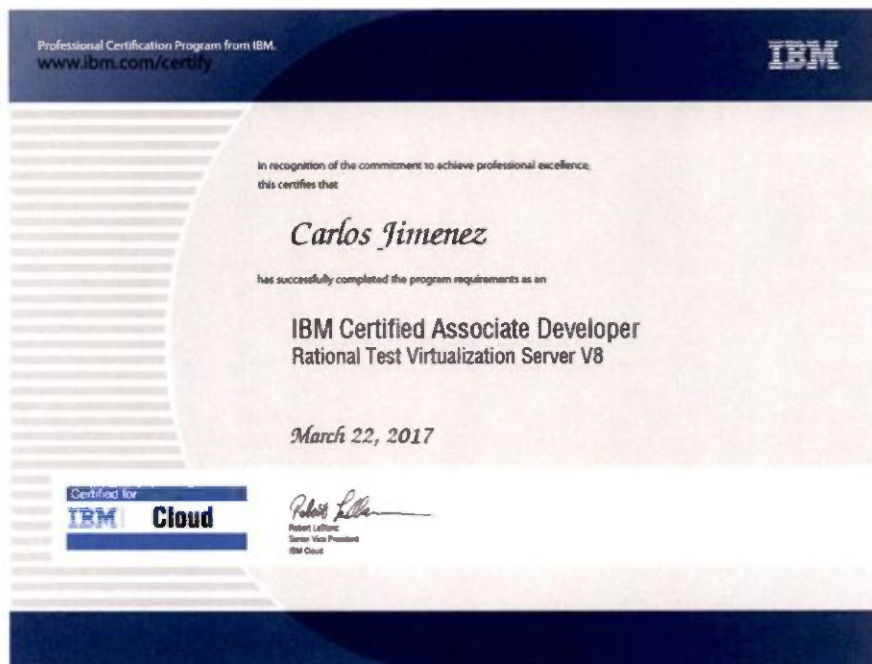 Professional Certification Program from IBM.
www.ibm.com/certify
IBM
In recognition of the commitment to achieve professional excellence,
this certifies that
Carlos Jimenez
has successfully completed the program requirements as an
IBM Certified Associate Developer
Rational Test Virtualization Server V8
March 22, 2017
Certified for
IBM Cloud
Robert LeBlanc
Senior Vice President
IBM Cloud